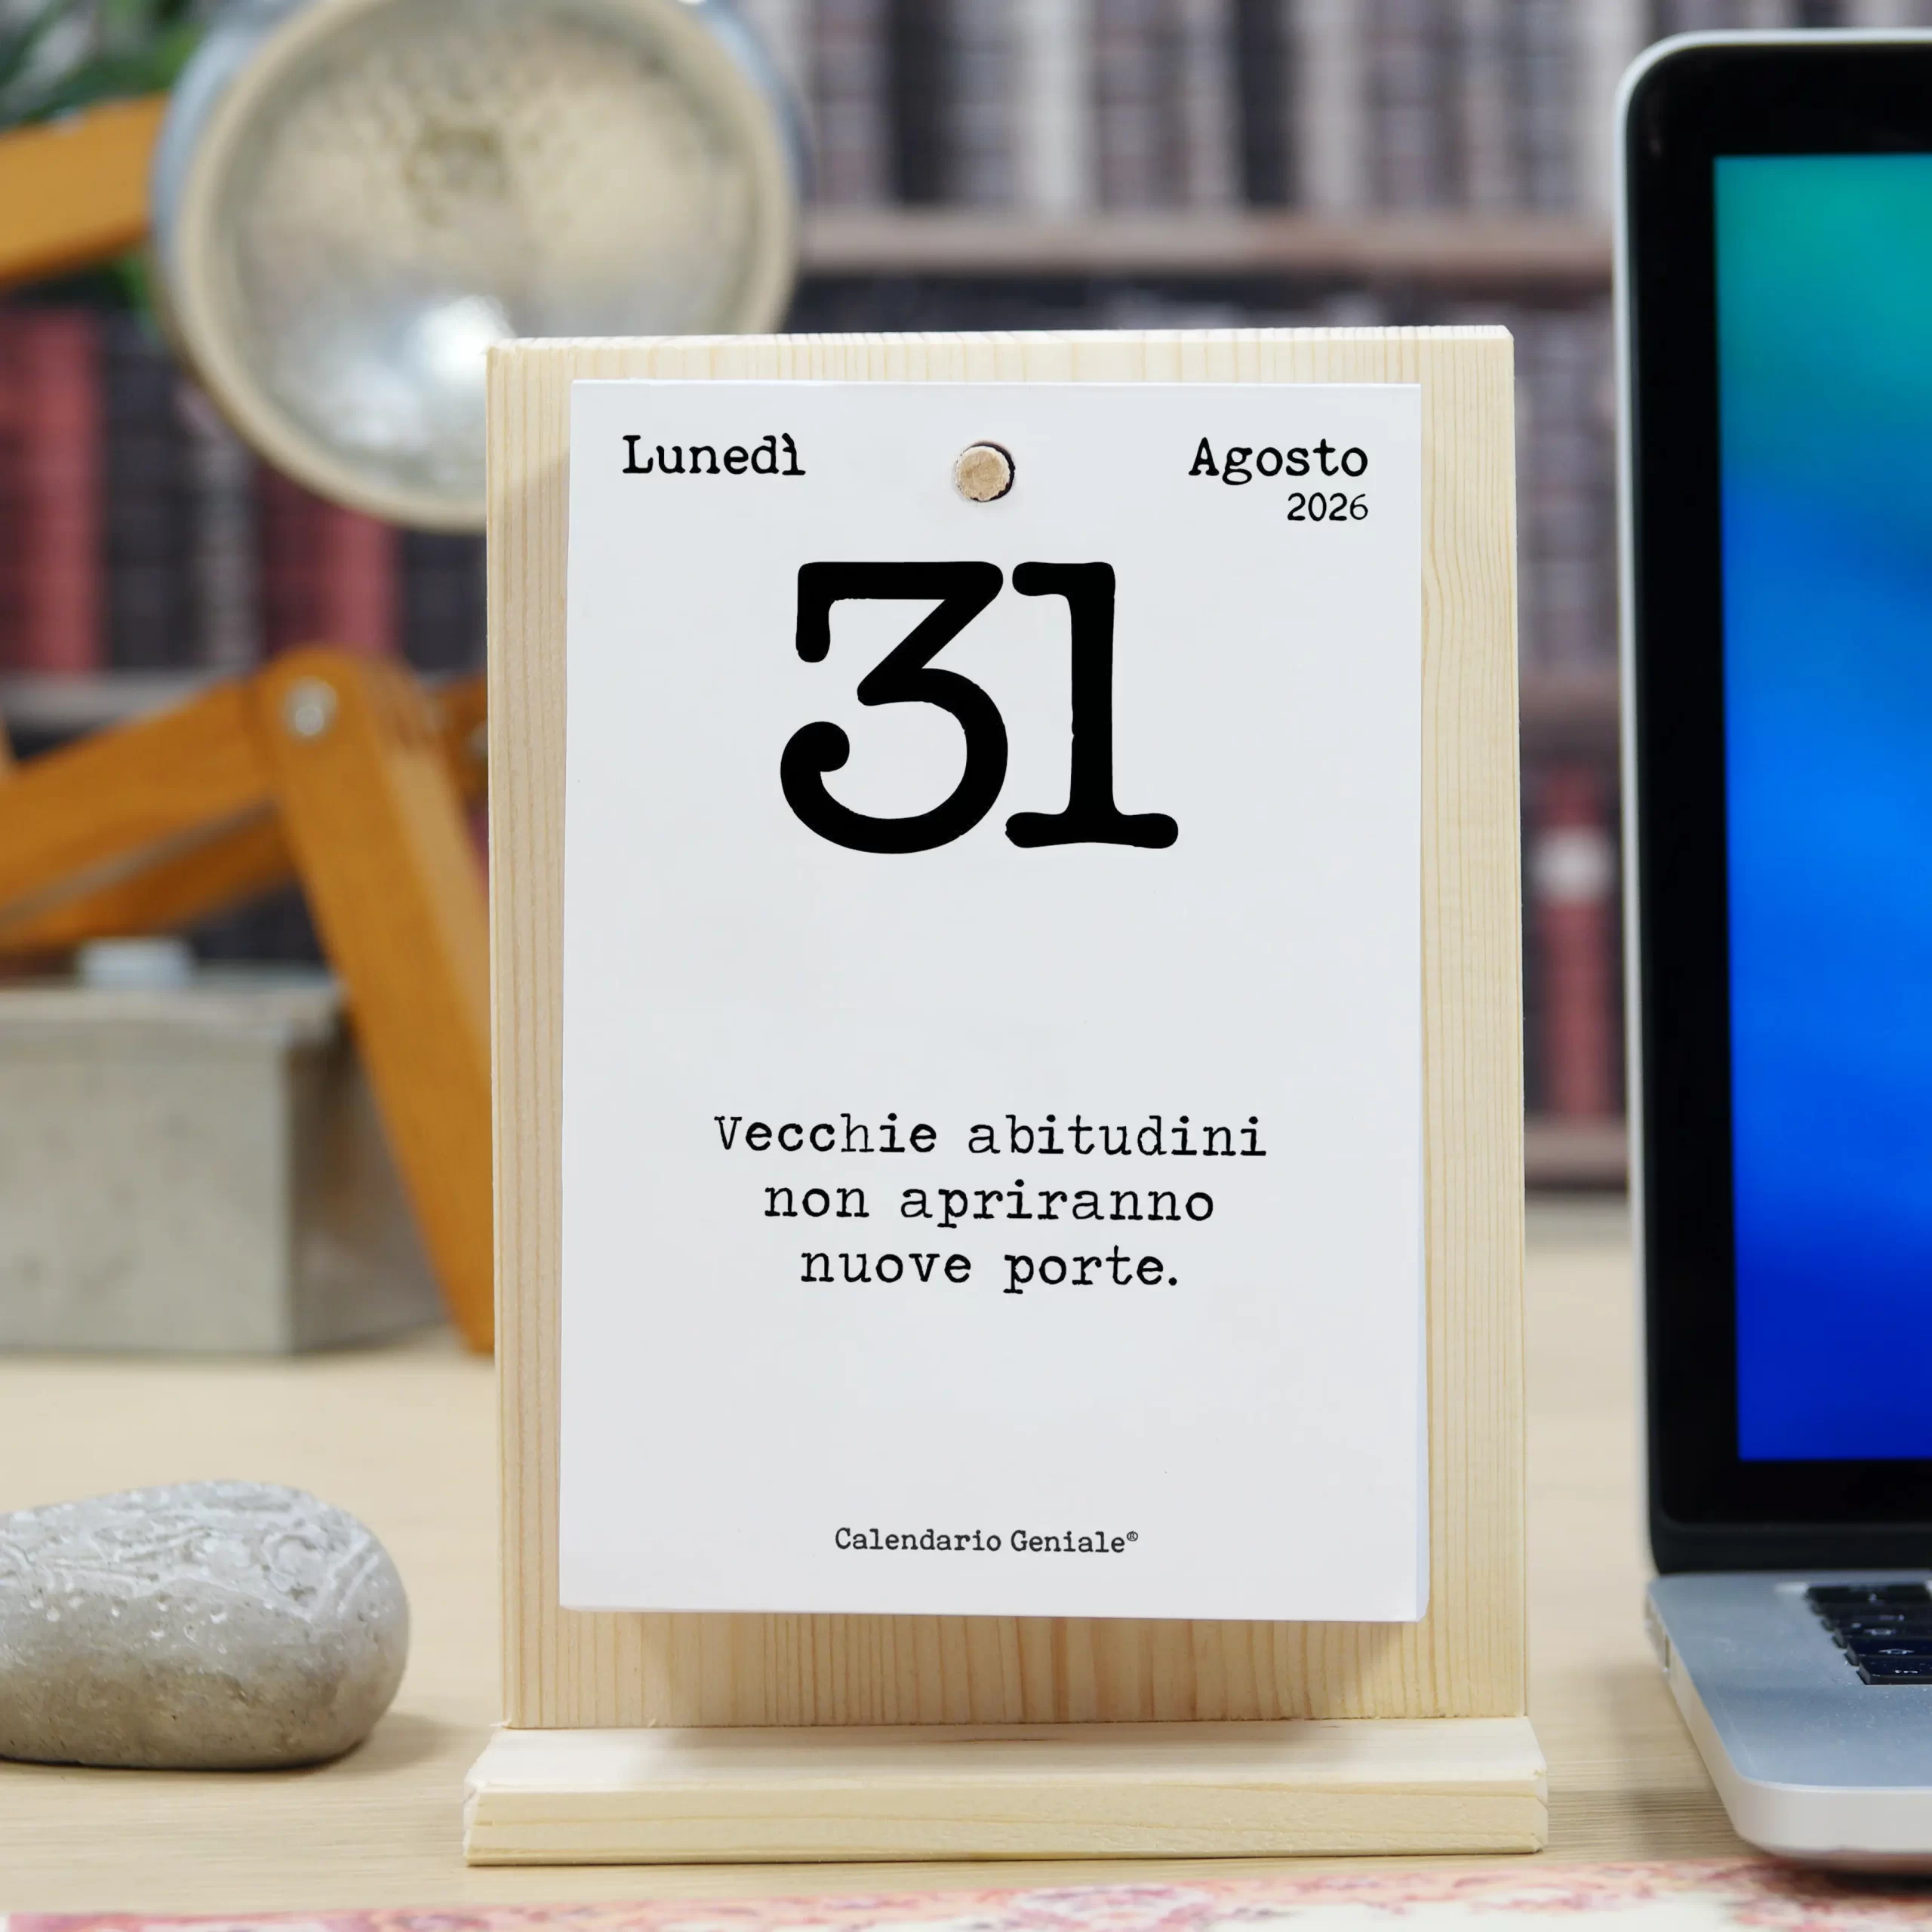 Lunedì
Agosto
2026
31
Vecchie abitudini
non apriranno
nuove porte.
Calendario Geniale®